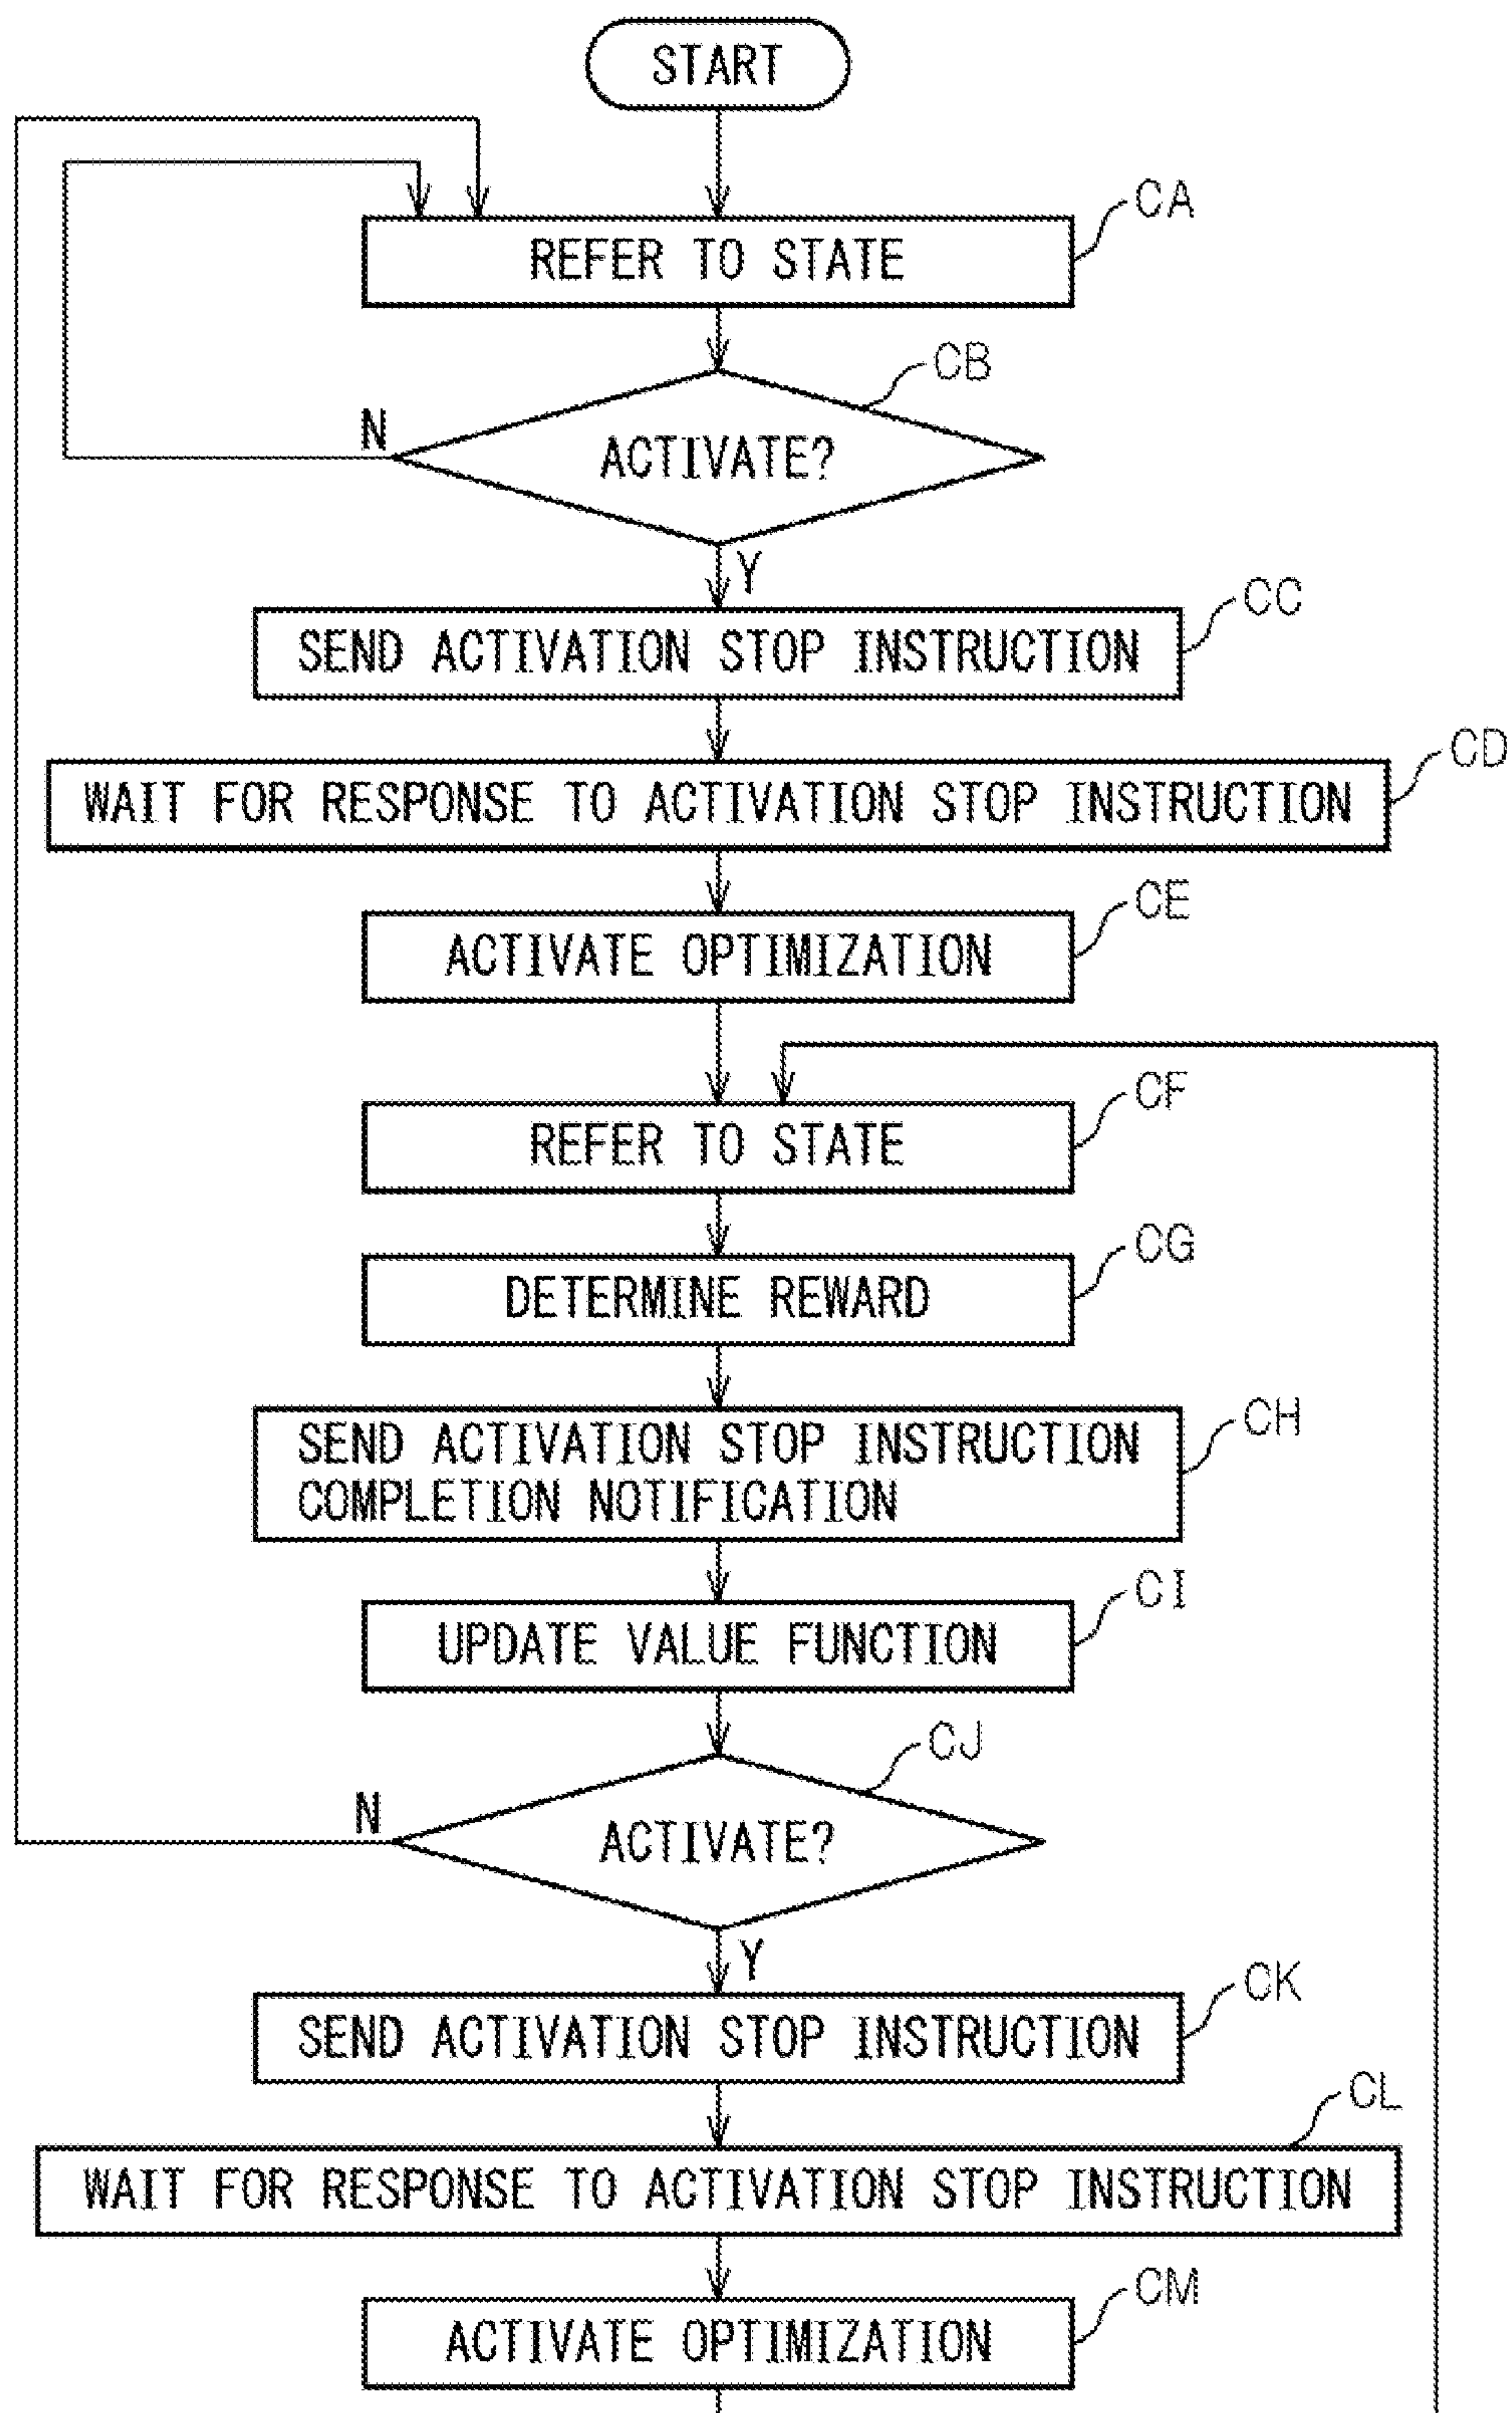 START
CA
REFER TO STATE
CB
N
ACTIVATE?
Y
CC
SEND ACTIVATION STOP INSTRUCTION
CD
WAIT FOR RESPONSE TO ACTIVATION STOP INSTRUCTION
CE
ACTIVATE OPTIMIZATION
CF
REFER TO STATE
CG
DETERMINE REWARD
CH
SEND ACTIVATION STOP INSTRUCTION
COMPLETION NOTIFICATION
CI
UPDATE VALUE FUNCTION
CJ
N
ACTIVATE?
Y
CK
SEND ACTIVATION STOP INSTRUCTION
CL
WAIT FOR RESPONSE TO ACTIVATION STOP INSTRUCTION
CM
ACTIVATE OPTIMIZATION